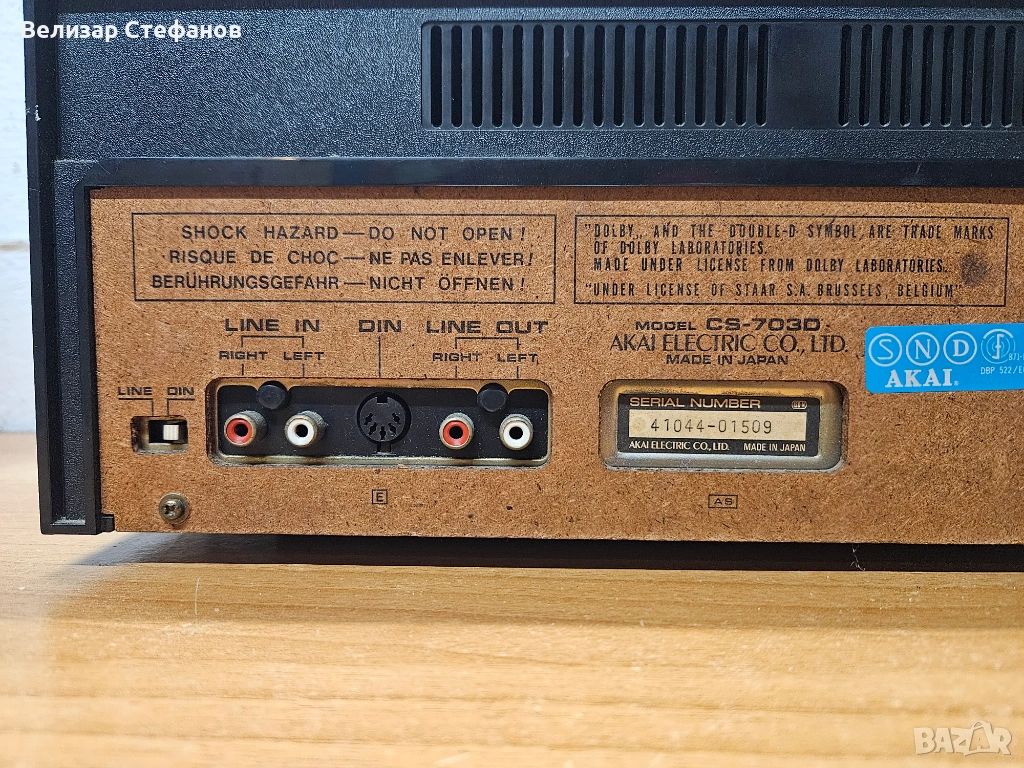 Велизар Стефанов
SHOCK HAZARD — DO NOT OPEN!
RISQUE DE CHOC — NE PAS ENLEVER!
BERÜHRUNGSGEFAHR — NICHT ÖFFNEN!
"DOLBY,, AND THE DOUBLE-D SYMBOL ARE TRADE MARKS
OF DOLBY LABORATORIES.
MADE UNDER LICENSE FROM DOLBY LABORATORIES.
"UNDER LICENSE OF STAAR S.A. BRUSSELS, BELGIUM"
LINE IN DIN LINE OUT
RIGHT LEFT RIGHT LEFT
LINE DIN
MODEL CS-703D
AKAI ELECTRIC CO., LTD.
MADE IN JAPAN
SERIAL NUMBER
41044-01509
AKAI ELECTRIC CO., LTD. MADE IN JAPAN
S N D F
AKAI®
DBP 522/
E
AS
BAZAR